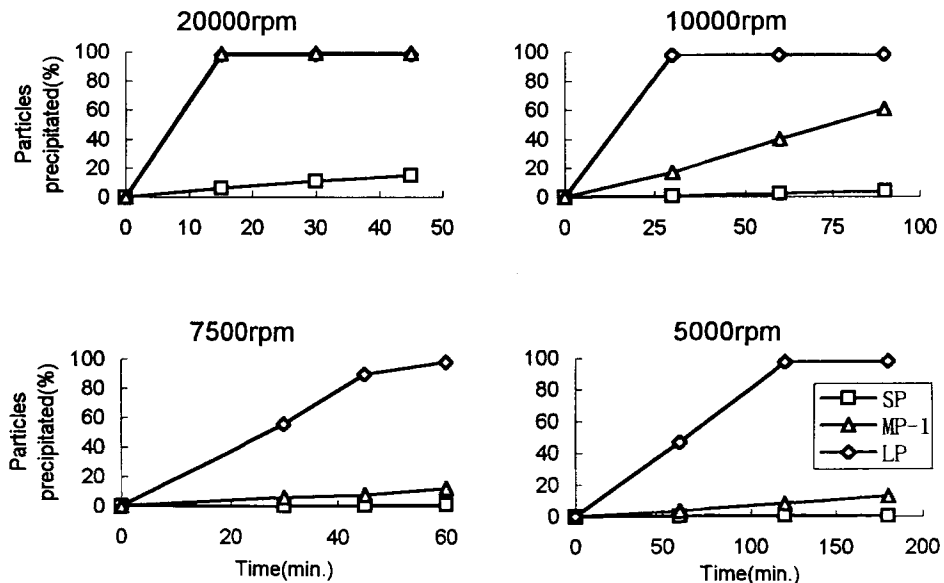 20000rpm
Particles
precipitated(%)
100
80
60
40
20
0
0 10 20 30 40 50
10000rpm
100
80
60
40
20
0
0 25 50 75 100
7500rpm
Particles
precipitated(%)
100
80
60
40
20
0
0 20 40 60
Time(min.)
5000rpm
100
80
60
40
20
0
0 50 100 150 200
Time(min.)
SP
MP-1
LP